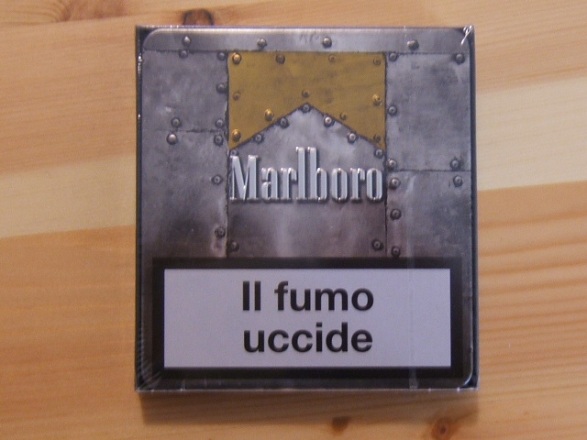 Marlboro
Il fumo
uccide